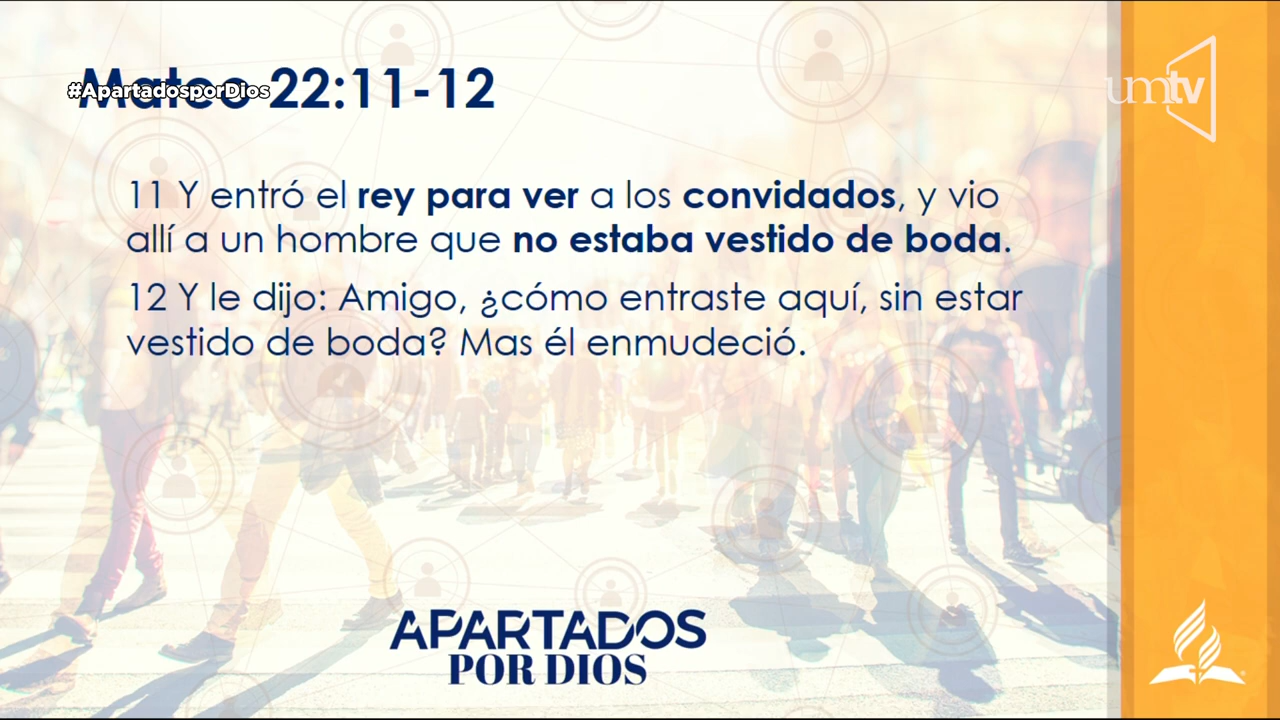 Mateo 22:11-12
#ApartadosporDios
umtv
11 Y entró el rey para ver a los convidados, y vio
allí a un hombre que no estaba vestido de boda.
12 Y le dijo: Amigo, ¿cómo entraste aquí, sin estar
vestido de boda? Mas él enmudeció.
APARTADOS
POR DIOS